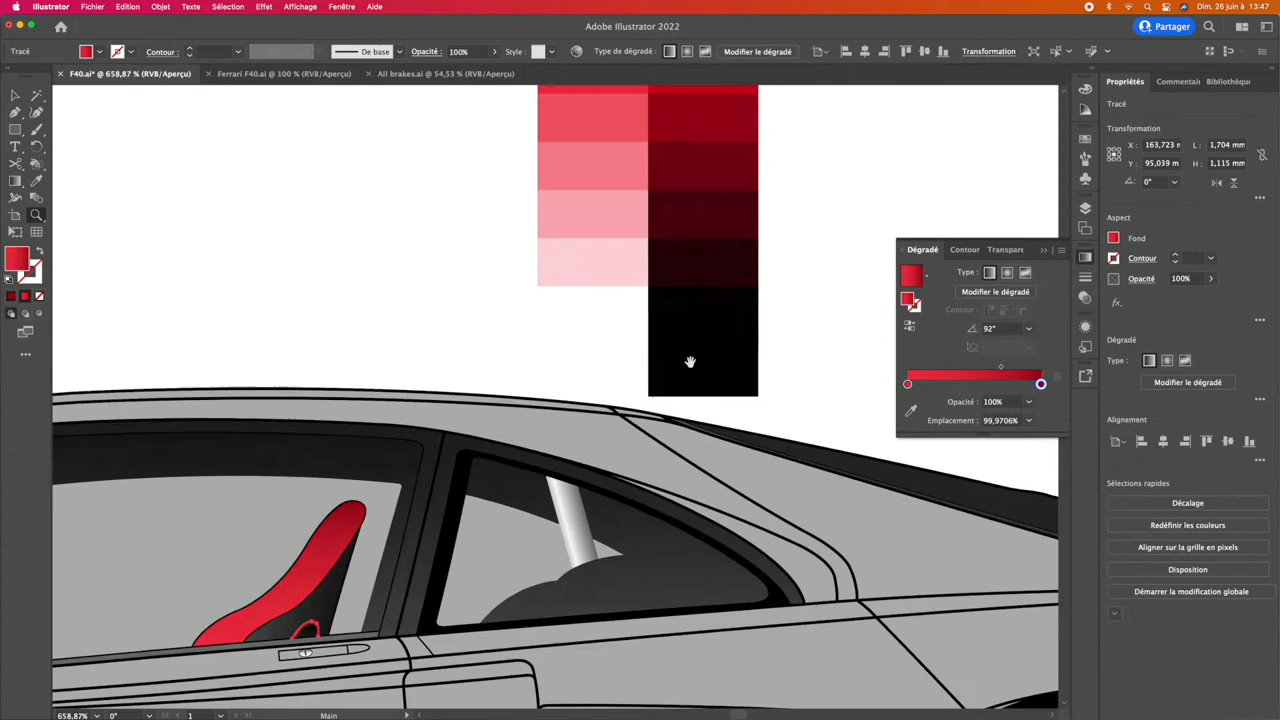 Illustrator Fichier Edition Objet Texte Sélection Effet Affichage Fenêtre Aide Dim. 26 juin à 13:47
Adobe Illustrator 2022
Partager
Tracé Contour : De base Opacité : 100% Style : Type de dégradé : Modifier le dégradé Transformation
F40.ai* @ 658,87 % (RVB/Aperçu) Ferrari F40.ai @ 100 % (RVB/Aperçu) All brakes.ai @ 54,53 % (RVB/Aperçu)
Propriétés Commentai Bibliothèqu
Tracé
Transformation
X : 163,723 L : 1,704 mm
Y : 95,039 m H : 1,115 mm
0°
Aspect
Fond
Contour
Opacité 100%
fx.
Dégradé
Type :
Modifier le dégradé
Alignement
Sélections rapides
Décalage
Redéfinir les couleurs
Aligner sur la grille en pixels
Disposition
Démarrer la modification globale
Dégradé Contour Transpare
Type :
Modifier le dégradé
Contour :
92°
Opacité : 100%
Emplacement : 99,9706%
658,87% 0° 1 Main